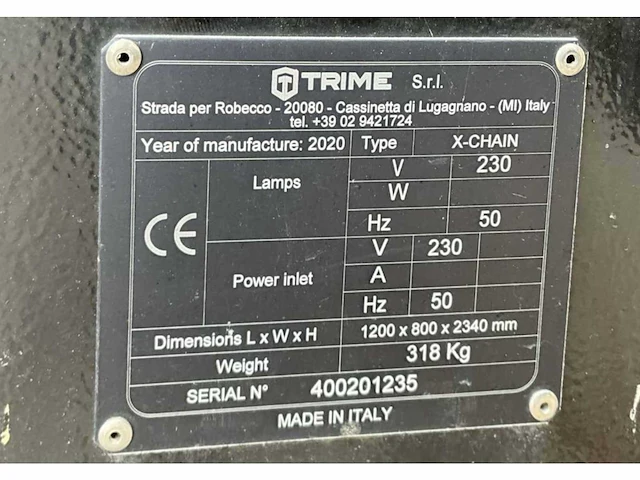 TRIME S.r.l.
Strada per Robecco - 20080 - Cassinetta di Lugagnano - (MI) Italy
tel. +39 02 9421724
Year of manufacture: 2020 Type X-CHAIN
CE
Lamps
V 230
W
Hz 50
Power inlet
V 230
A
Hz 50
Dimensions L x W x H 1200 x 800 x 2340 mm
Weight 318 Kg
SERIAL N° 400201235
MADE IN ITALY